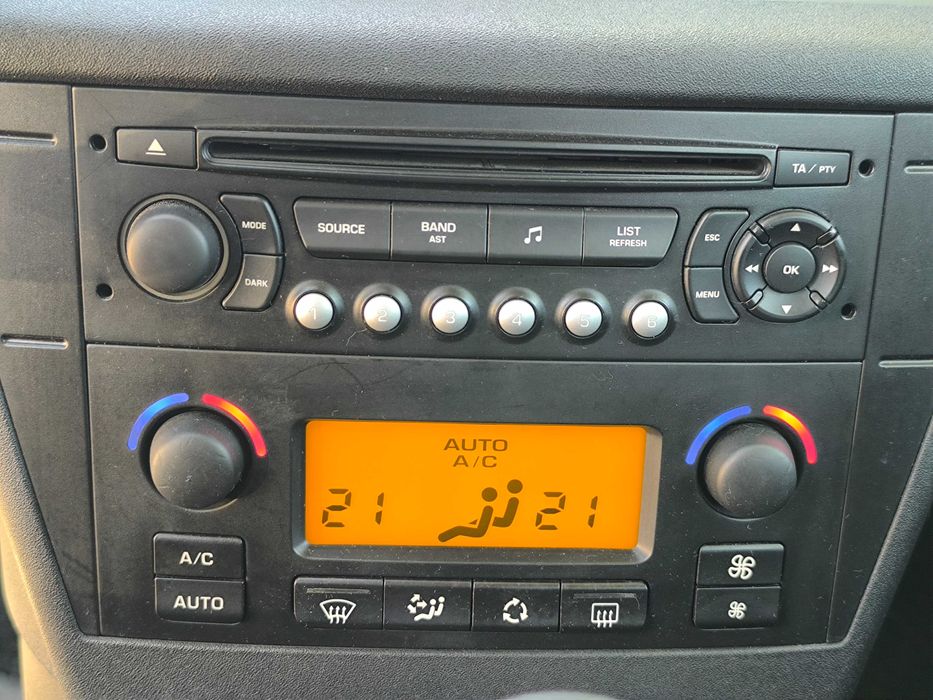 TA/PTY
MODE
DARK
SOURCE
BAND
AST
LIST
REFRESH
ESC
MENU
OK
1 2 3 4 5 6
AUTO
A/C
21 21
A/C
AUTO